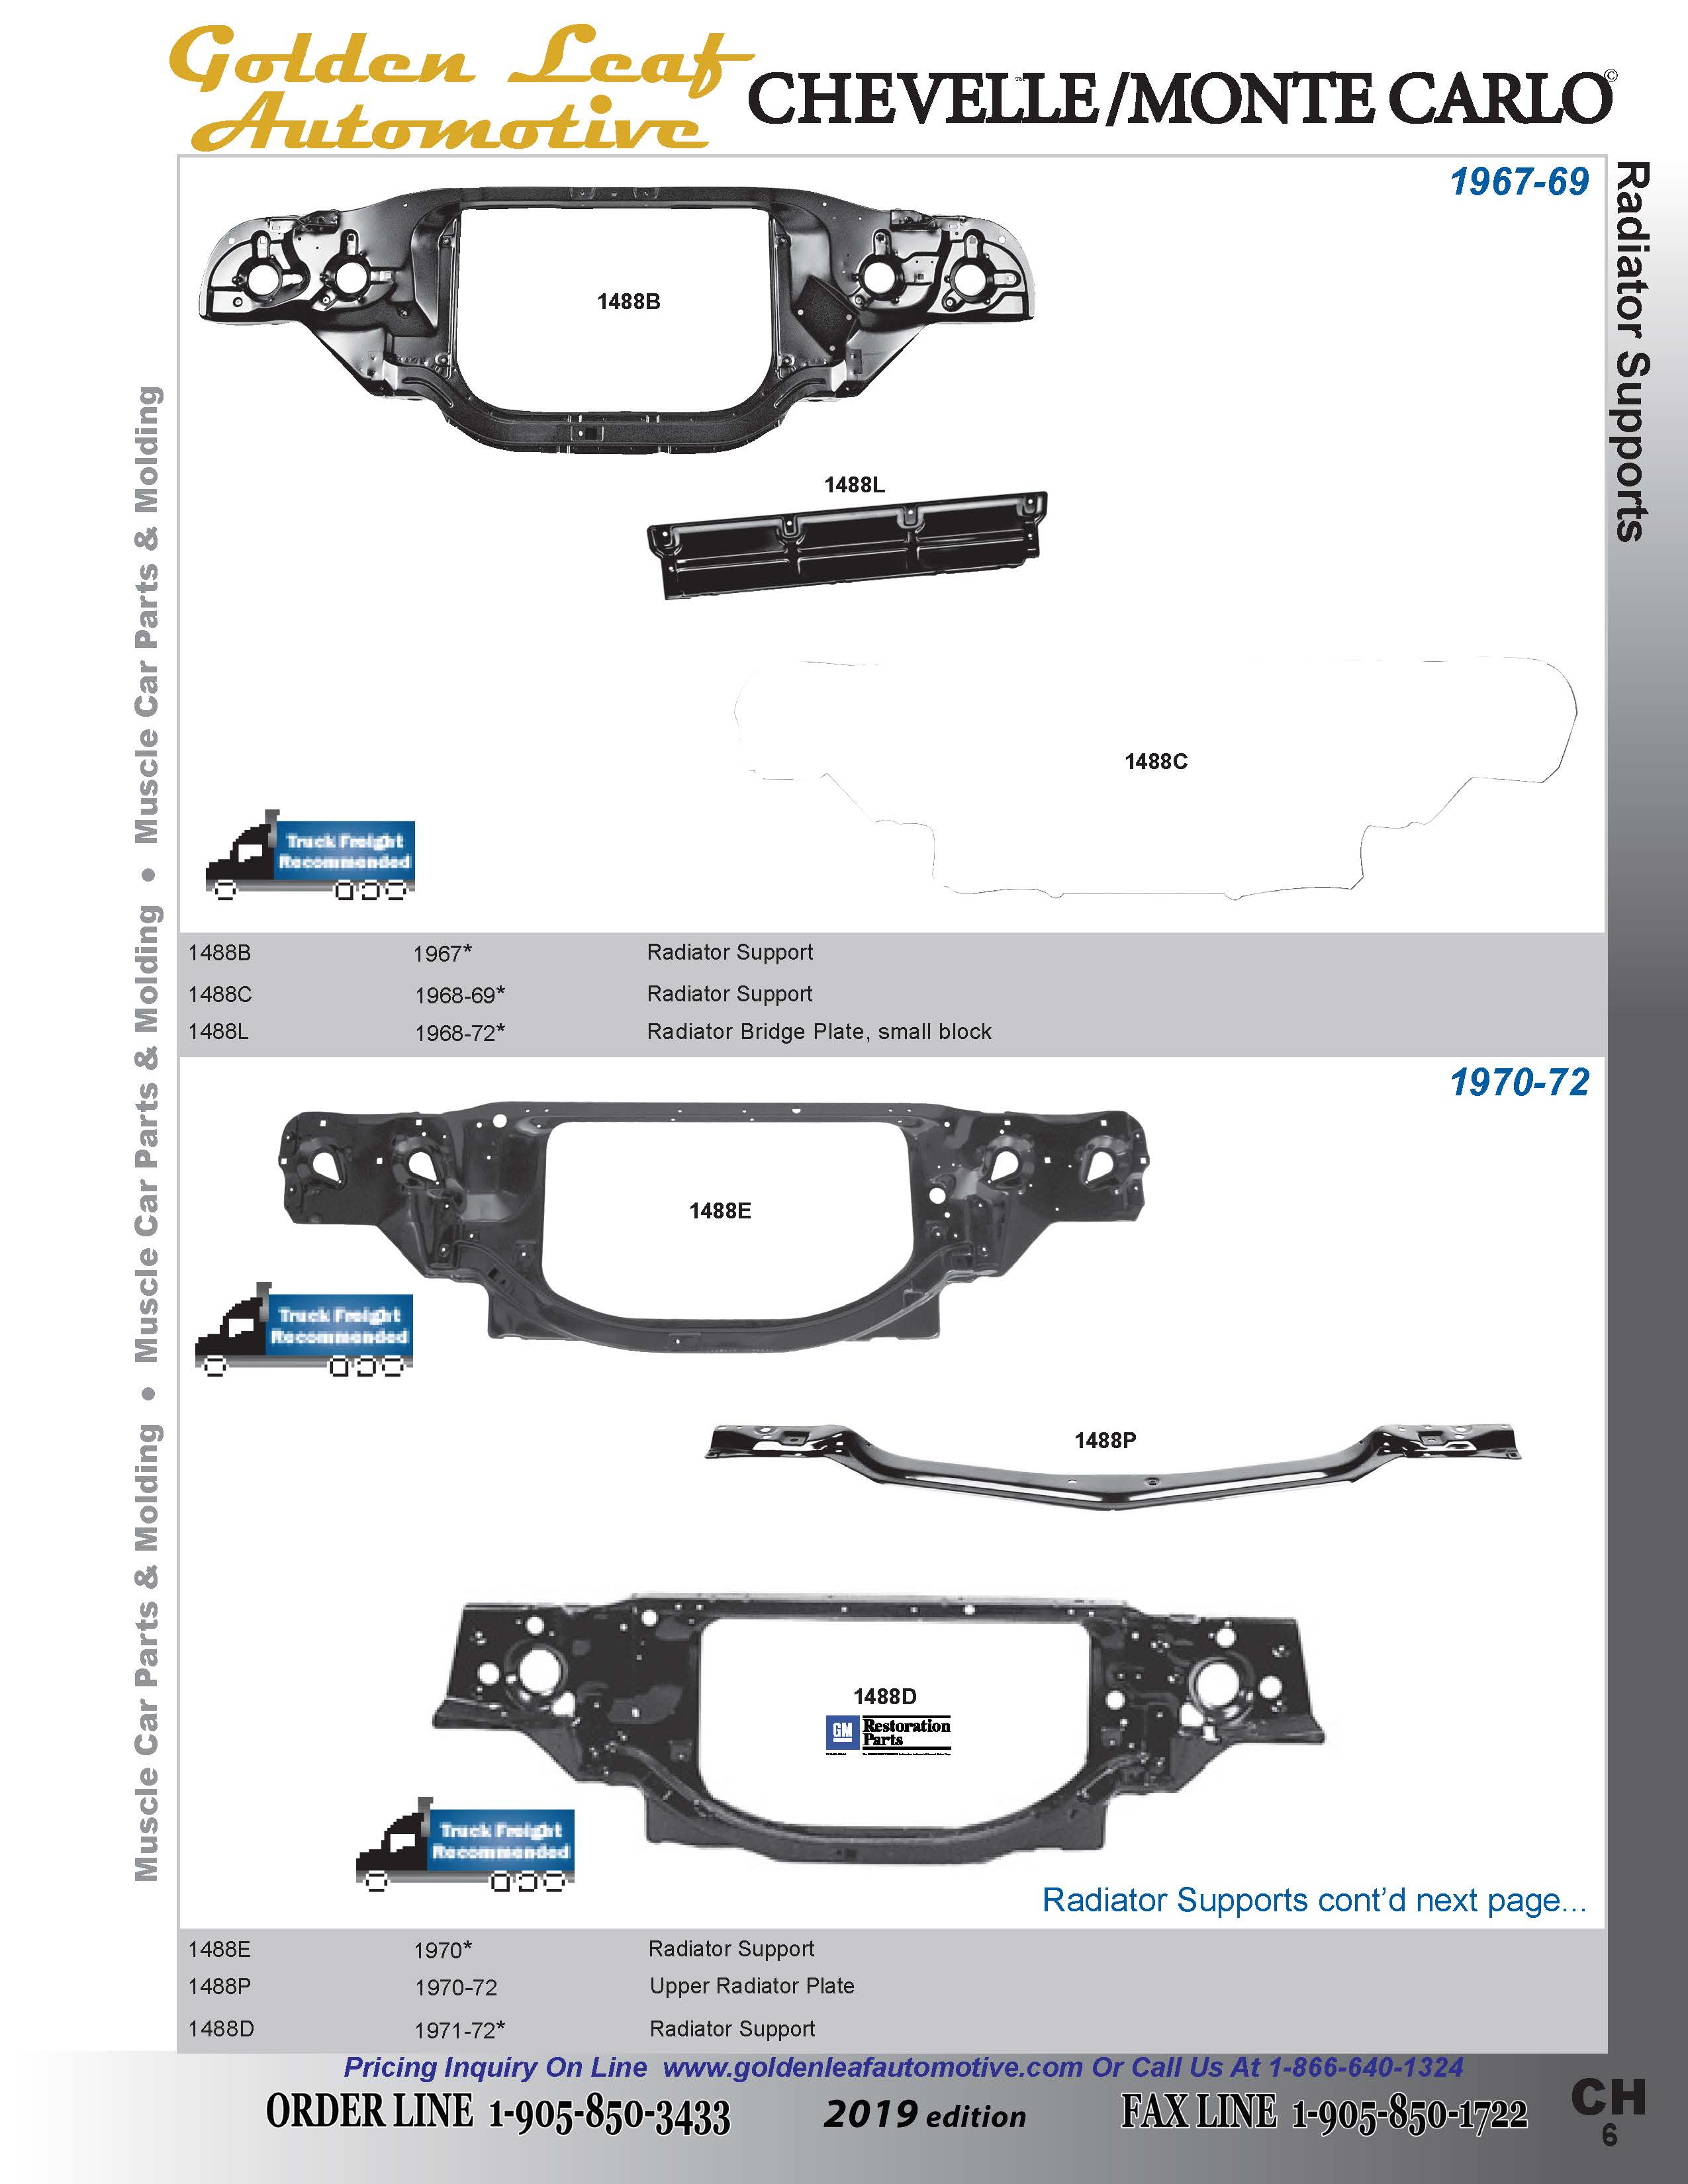 Golden Leaf
Automotive
CHEVELLE™/MONTE CARLO©
Radiator Supports
Muscle Car Parts & Molding • Muscle Car Parts & Molding • Muscle Car Parts & Molding
1967-69
1488B
1488L
1488C
Truck Freight
Recommended
1488B 1967* Radiator Support
1488C 1968-69* Radiator Support
1488L 1968-72* Radiator Bridge Plate, small block
1970-72
1488E
Truck Freight
Recommended
1488P
1488D
GM Restoration
Parts
Truck Freight
Recommended
Radiator Supports cont’d next page...
1488E 1970* Radiator Support
1488P 1970-72 Upper Radiator Plate
1488D 1971-72* Radiator Support
Pricing Inquiry On Line www.goldenleafautomotive.com Or Call Us At 1-866-640-1324
ORDER LINE 1-905-850-3433 2019 edition FAX LINE 1-905-850-1722
CH
6